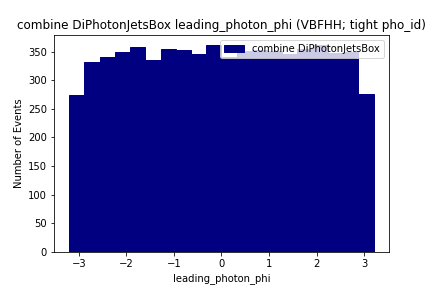 combine DiPhotonJetsBox leading_photon_phi (VBFHH; tight pho_id)
combine DiPhotonJetsBox
350
300
250
200
150
100
50
0
Number of Events
−3 −2 −1 0 1 2 3
leading_photon_phi